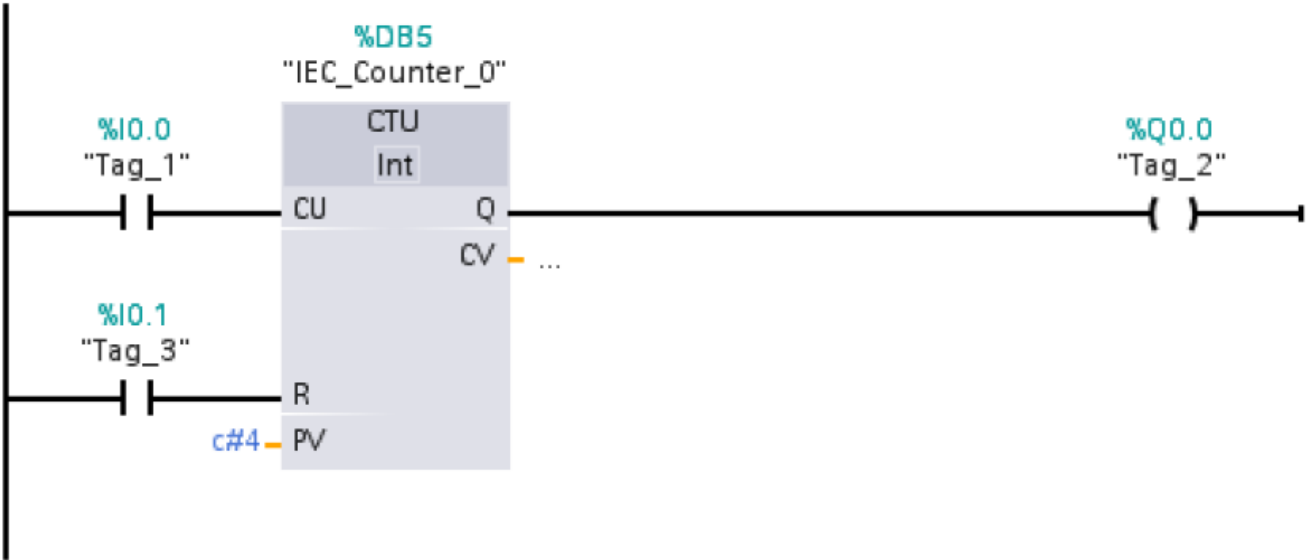 %DB5
"IEC_Counter_0"
CTU
Int
%I0.0
"Tag_1"
CU
Q
%Q0.0
"Tag_2"
CV
...
%I0.1
"Tag_3"
R
c#4
PV